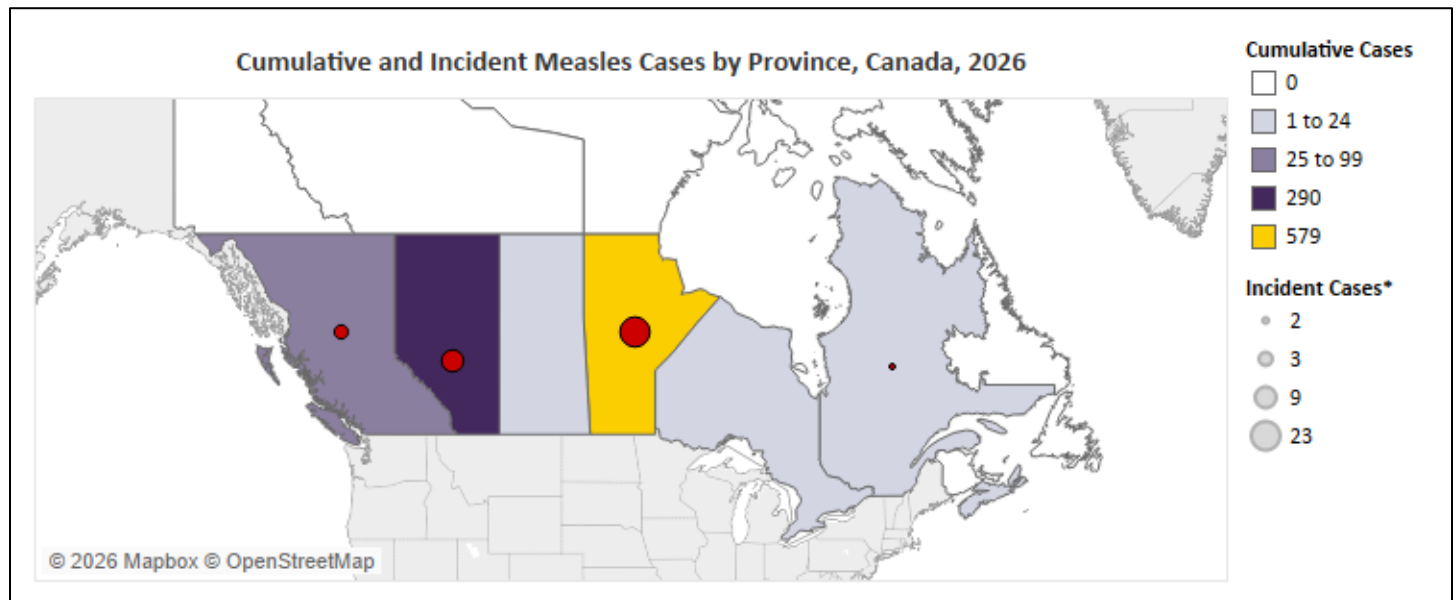 Cumulative and Incident Measles Cases by Province, Canada, 2026
Cumulative Cases
0
1 to 24
25 to 99
290
579
Incident Cases*
2
3
9
23
© 2026 Mapbox © OpenStreetMap